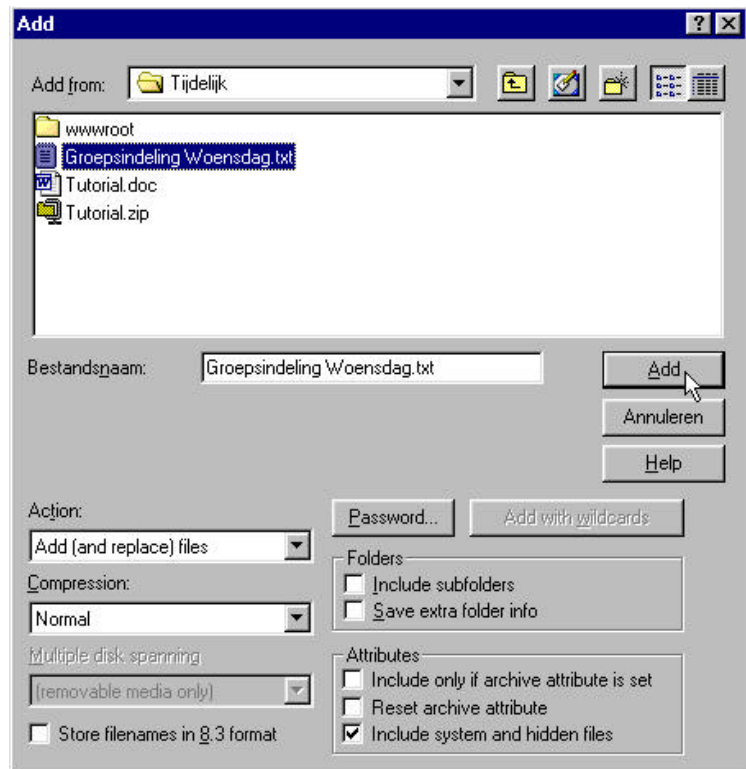 Add
Add from: Tijdelijk
wwwroot
Groepsindeling Woensdag.txt
Tutorial.doc
Tutorial.zip
Bestandsnaam: Groepsindeling Woensdag.txt
Add
Annuleren
Help
Action:
Add (and replace) files
Password...
Add with wildcards
Compression:
Normal
Folders
Include subfolders
Save extra folder info
Multiple disk spanning
(removable media only)
Store filenames in 8.3 format
Attributes
Include only if archive attribute is set
Reset archive attribute
Include system and hidden files